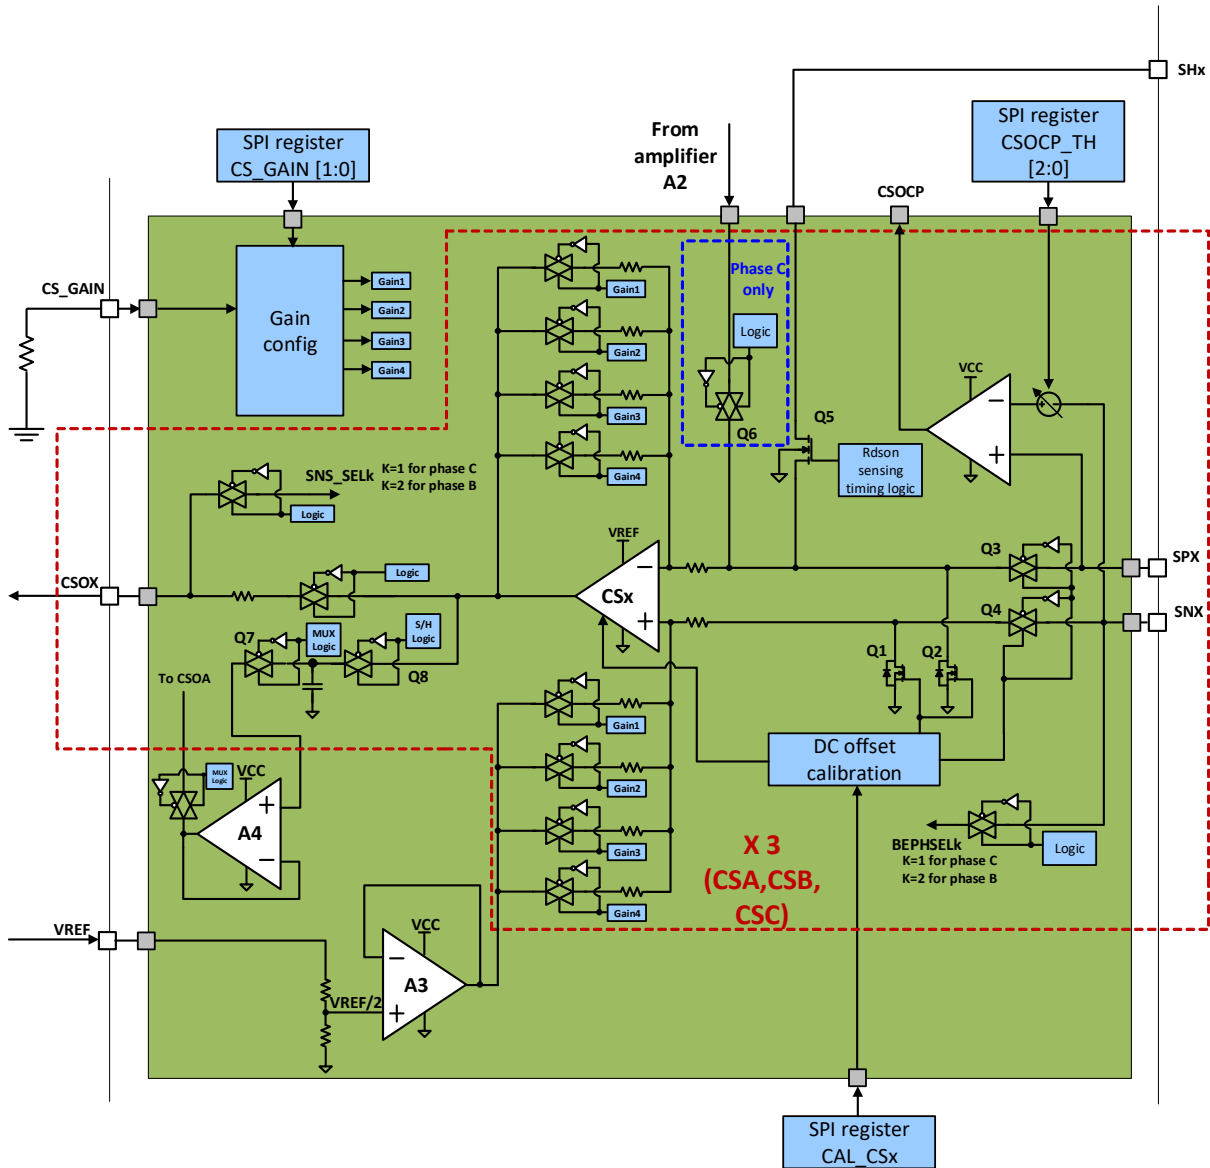 SHx
SPI register
CS_GAIN [1:0]
From
amplifier
A2
SPI register
CSOCP_TH
[2:0]
CSOCP
CS_GAIN
Gain
config
Gain1
Gain2
Gain3
Gain4
Gain1
Gain2
Gain3
Gain4
Phase C
only
Logic
Q6
Q5
Rdson
sensing
timing logic
VCC
SNS_SELk
K=1 for phase C
K=2 for phase B
Logic
VREF
CSx
Q3
Q4
SPX
SNX
CSOX
Logic
Q7
MUX
Logic
S/H
Logic
Q8
Q1
Q2
To CSOA
MUX
Logic
VCC
A4
Gain1
Gain2
Gain3
Gain4
DC offset
calibration
BEPHSELk
K=1 for phase C
K=2 for phase B
Logic
X 3
(CSA,CSB,
CSC)
VREF
VCC
A3
VREF/2
SPI register
CAL_CSx